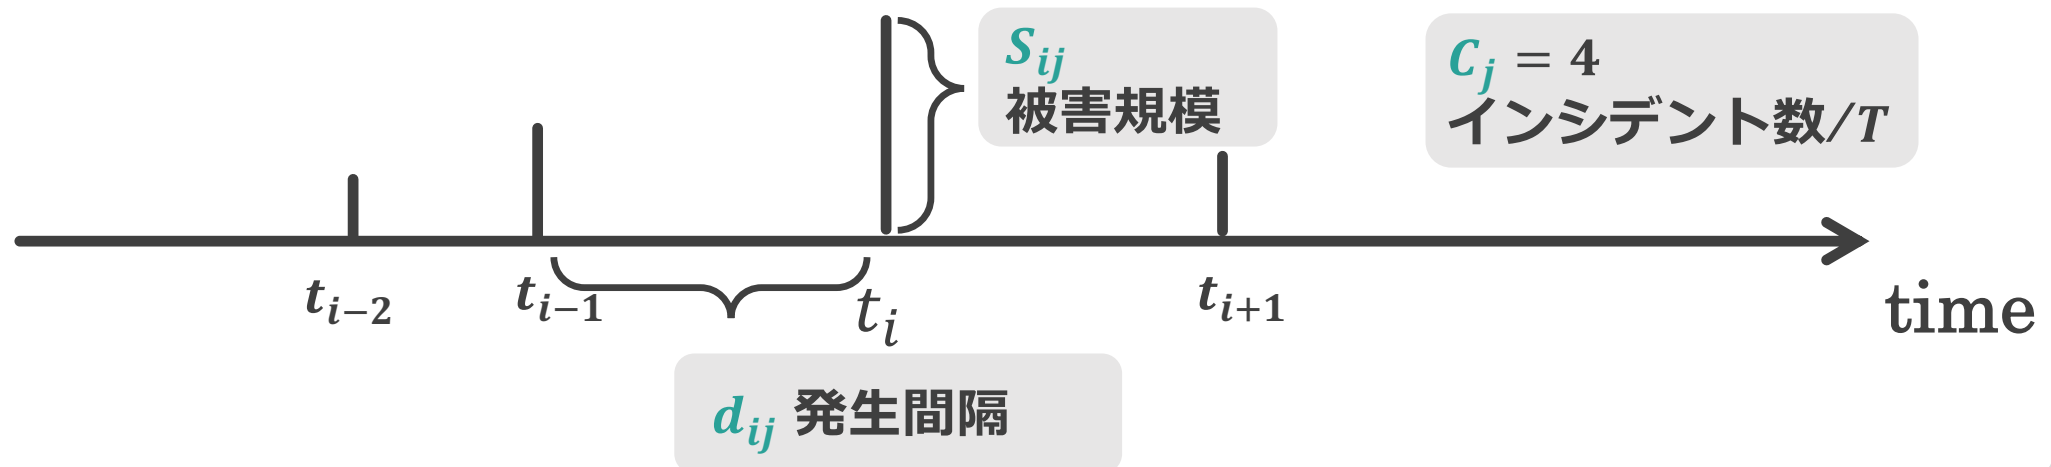 S_ij
被害規模
C_j = 4
インシデント数/T
t_{i-2}
t_{i-1}
t_i
t_{i+1}
time
d_ij 発生間隔